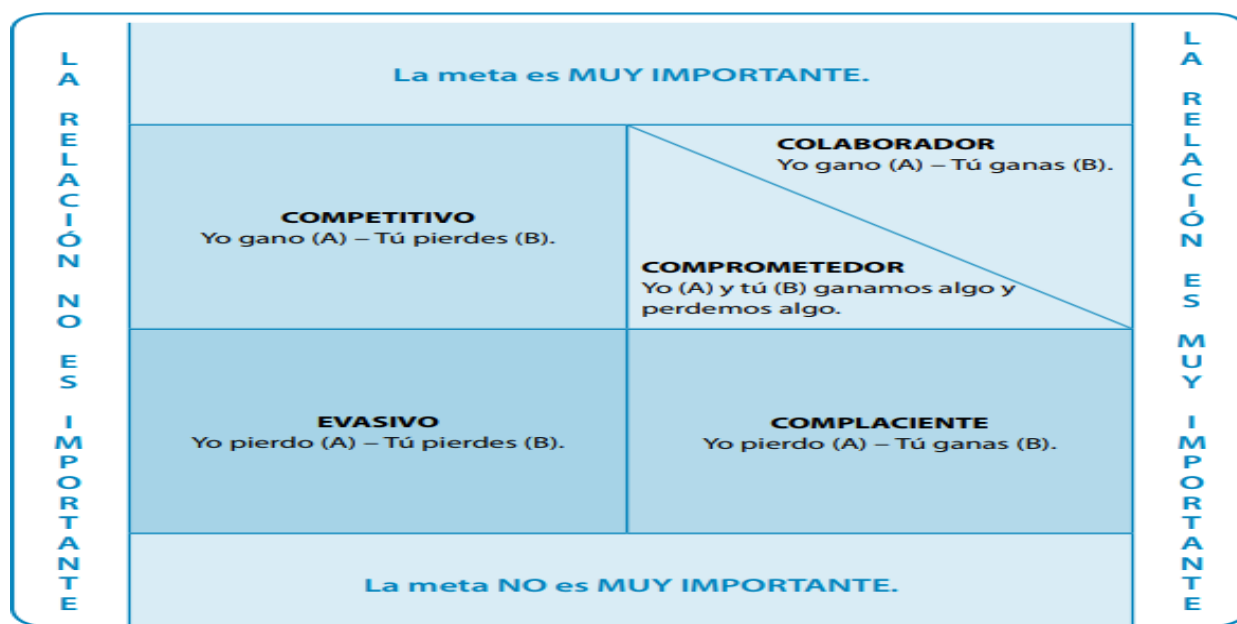 LA RELACIÓN NO ES IMPORTANTE
La meta es MUY IMPORTANTE.
COLABORADOR
Yo gano (A) – Tú ganas (B).
COMPETITIVO
Yo gano (A) – Tú pierdes (B).
COMPROMETEDOR
Yo (A) y tú (B) ganamos algo y
perdemos algo.
EVASIVO
Yo pierdo (A) – Tú pierdes (B).
COMPLACIENTE
Yo pierdo (A) – Tú ganas (B).
La meta NO es MUY IMPORTANTE.
LA RELACIÓN ES MUY IMPORTANTE